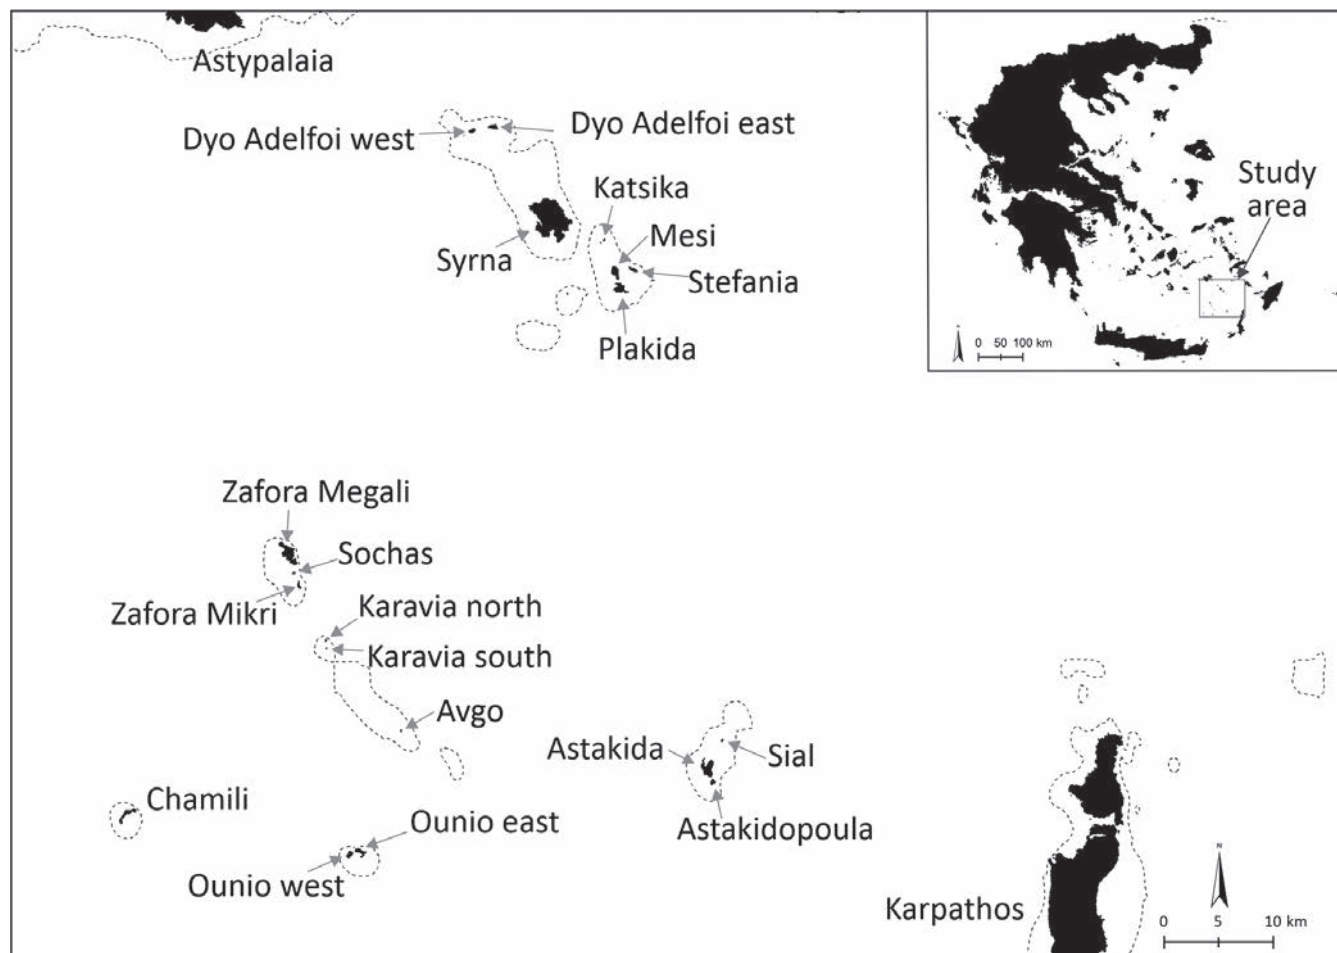 Astypalaia
Dyo Adelfoi west
Dyo Adelfoi east
Katsika
Mesi
Syrna
Stefania
Plakida
Study
area
N
0 50 100 km
Zafora Megali
Sochas
Zafora Mikri
Karavia north
Karavia south
Avgo
Astakida
Sial
Chamili
Ounio east
Astakidopoula
Ounio west
Karpathos
N
0 5 10 km